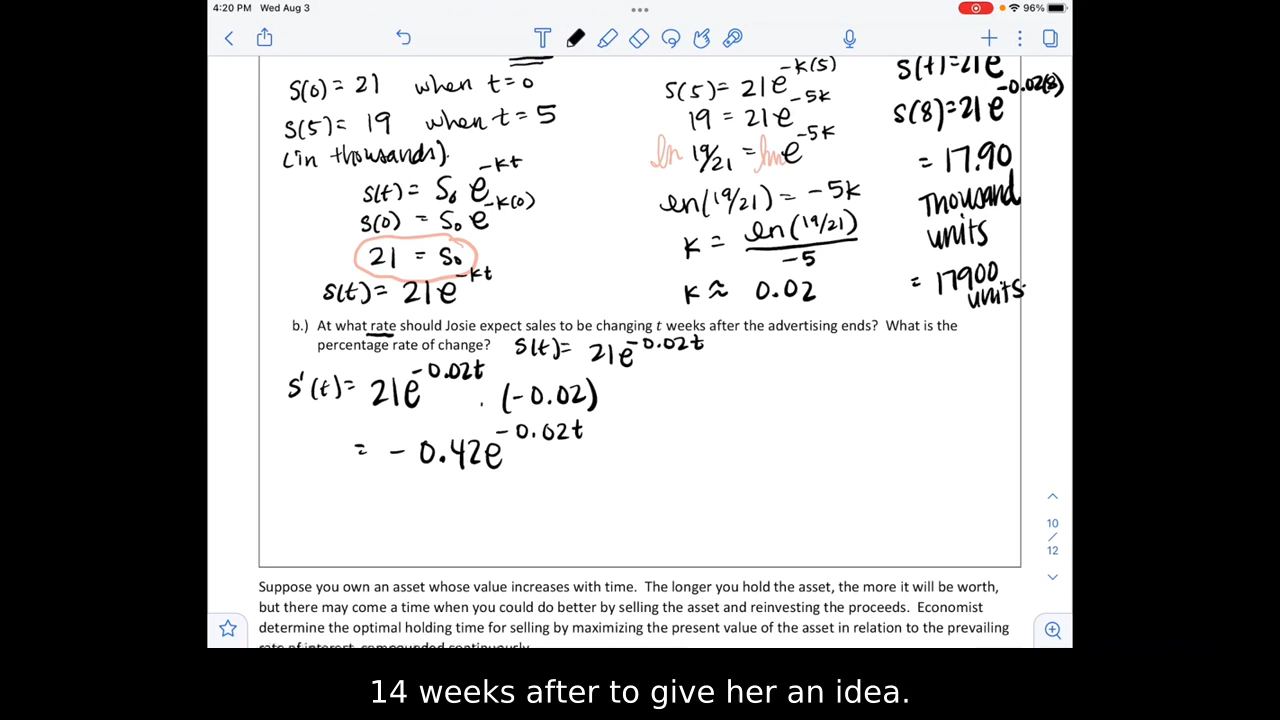 4:20 PM Wed Aug 3
96%
S(0) = 21 when t=0
S(5) = 19 when t = 5
(in thousands).
S(t) = S₀ e^-kt
S(0) = S₀ e^-k(0)
21 = S₀
S(t) = 21e^-kt
S(5) = 21e^-k(5)
19 = 21e^-5k
ln 19/21 = ln e^-5k
ln(19/21) = -5k
k = ln(19/21) / -5
k ≈ 0.02
S(t)=21e
S(8)=21e^-0.02(8)
= 17.90
Thousand
units
= 17900
units.
b.) At what rate should Josie expect sales to be changing t weeks after the advertising ends? What is the
percentage rate of change? S(t) = 21e^-0.02t
S'(t) = 21e^-0.02t · (-0.02)
= - 0.42e^-0.02t
10
/
12
Suppose you own an asset whose value increases with time. The longer you hold the asset, the more it will be worth,
but there may come a time when you could do better by selling the asset and reinvesting the proceeds. Economist
determine the optimal holding time for selling by maximizing the present value of the asset in relation to the prevailing
rate of interest, compounded continuously.
14 weeks after to give her an idea.